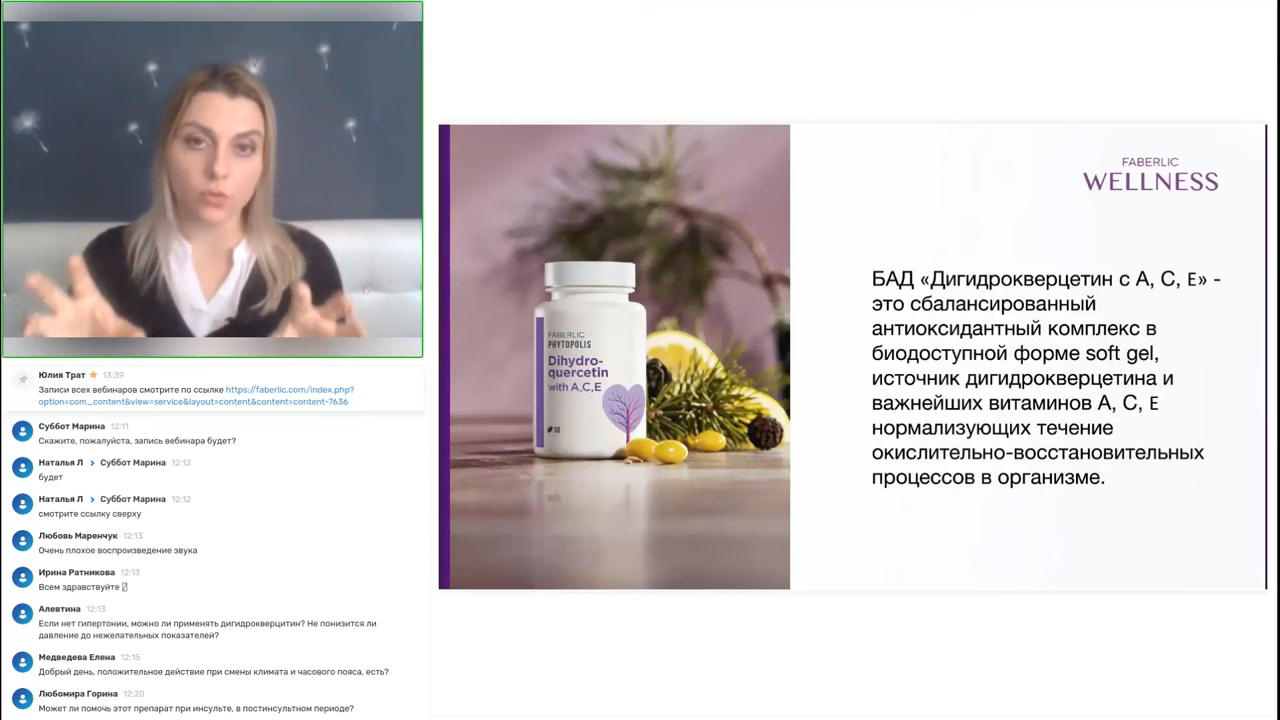 Юлия Трат 13:39
Записи всех вебинаров смотрите по ссылке https://faberlic.com/index.php?
option=com_content&view=service&layout=content&content=content-7636
Суббот Марина 12:11
Скажите, пожалуйста, запись вебинара будет?
Наталья Л > Суббот Марина 12:12
будет
Наталья Л > Суббот Марина 12:12
смотрите ссылку сверху
Любовь Маренчук 12:13
Очень плохое воспроизведение звука
Ирина Ратникова 12:13
Всем здравствуйте
Алевтина 12:13
Если нет гипертонии, можно ли применять дигидрокверцитин? Не понизится ли
давление до нежелательных показателей?
Медведева Елена 12:15
Добрый день, положительное действие при смены климата и часового пояса, есть?
Любомира Горина 12:20
Может ли помочь этот препарат при инсульте, в постинсультном периоде?
FABERLIC
PHYTOPOLIS
Dihydro-
quercetin
with A,C,E
30
FABERLIC
WELLNESS
БАД «Дигидрокверцетин с А, С, Е» -
это сбалансированный
антиоксидантный комплекс в
биодоступной форме soft gel,
источник дигидрокверцетина и
важнейших витаминов А, С, Е
нормализующих течение
окислительно-восстановительных
процессов в организме.